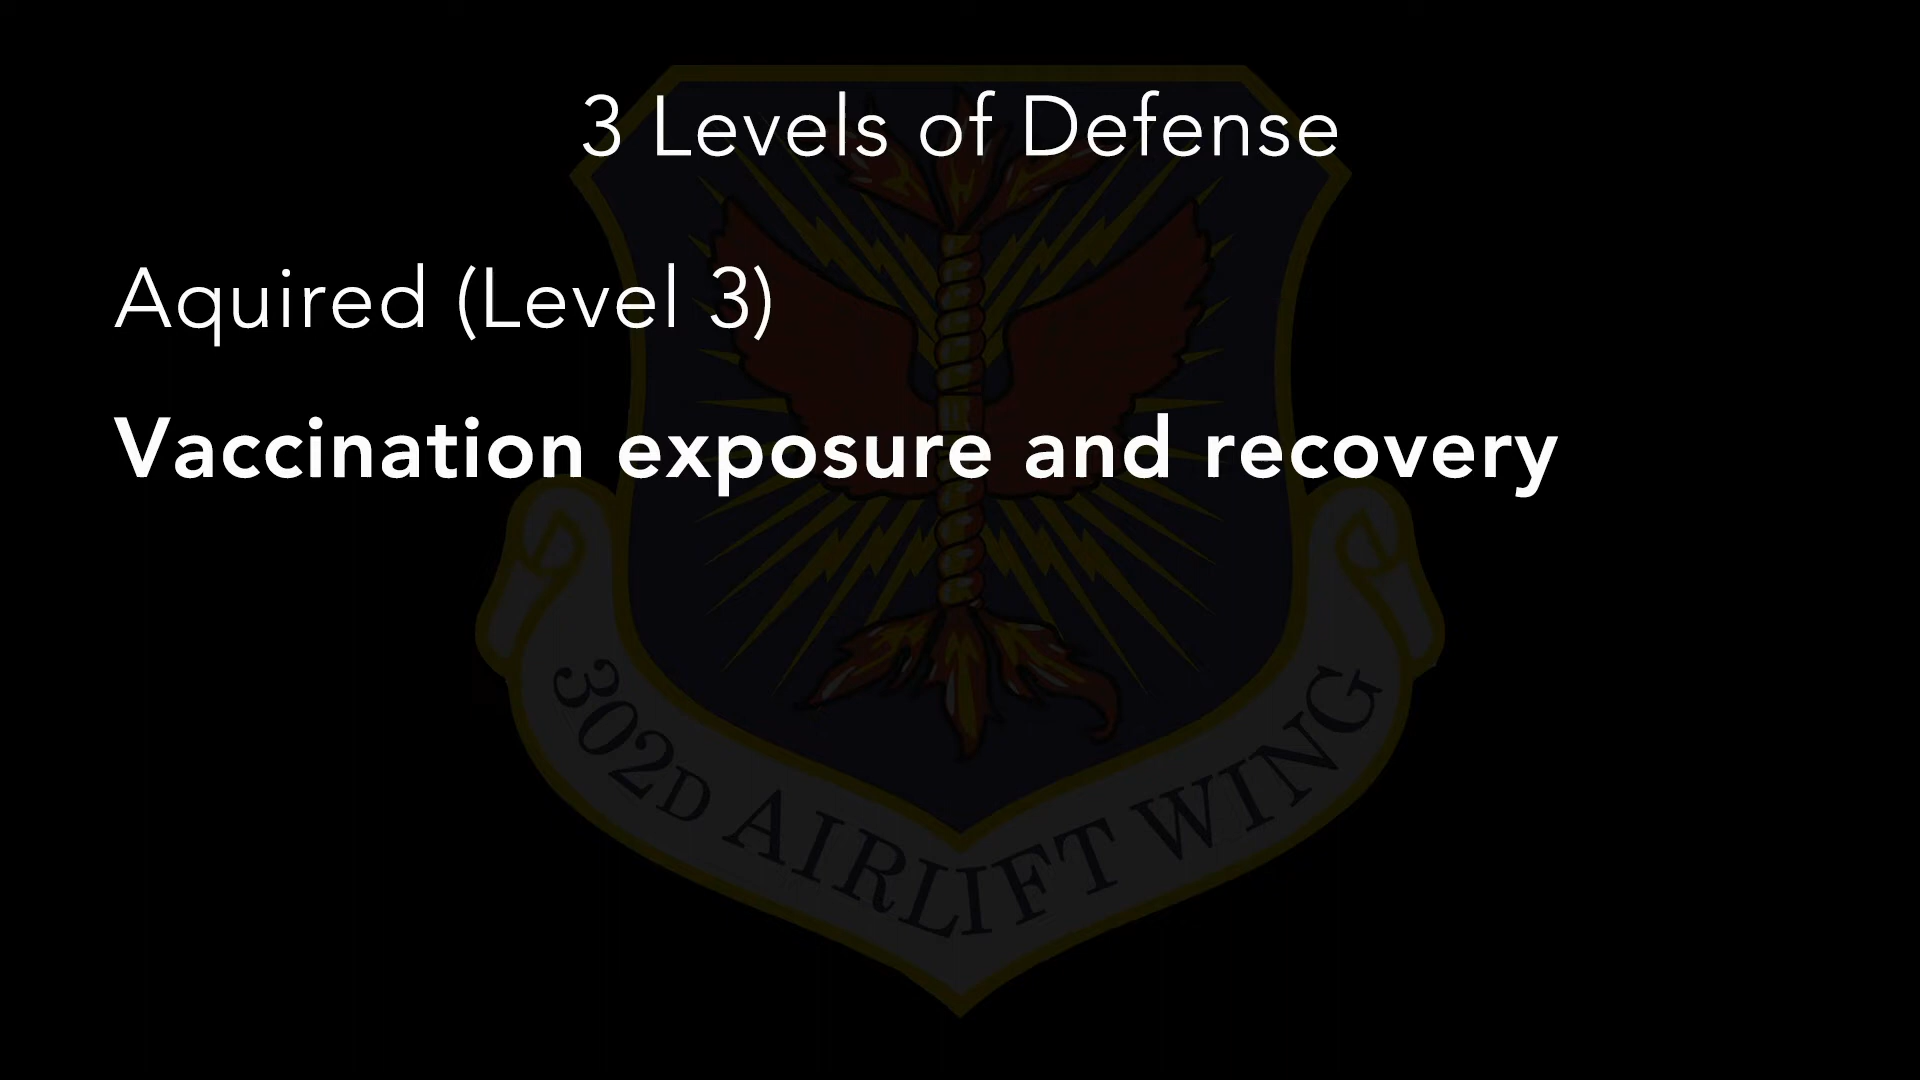 3 Levels of Defense
Aquired (Level 3)
Vaccination exposure and recovery
302D AIRLIFT WING